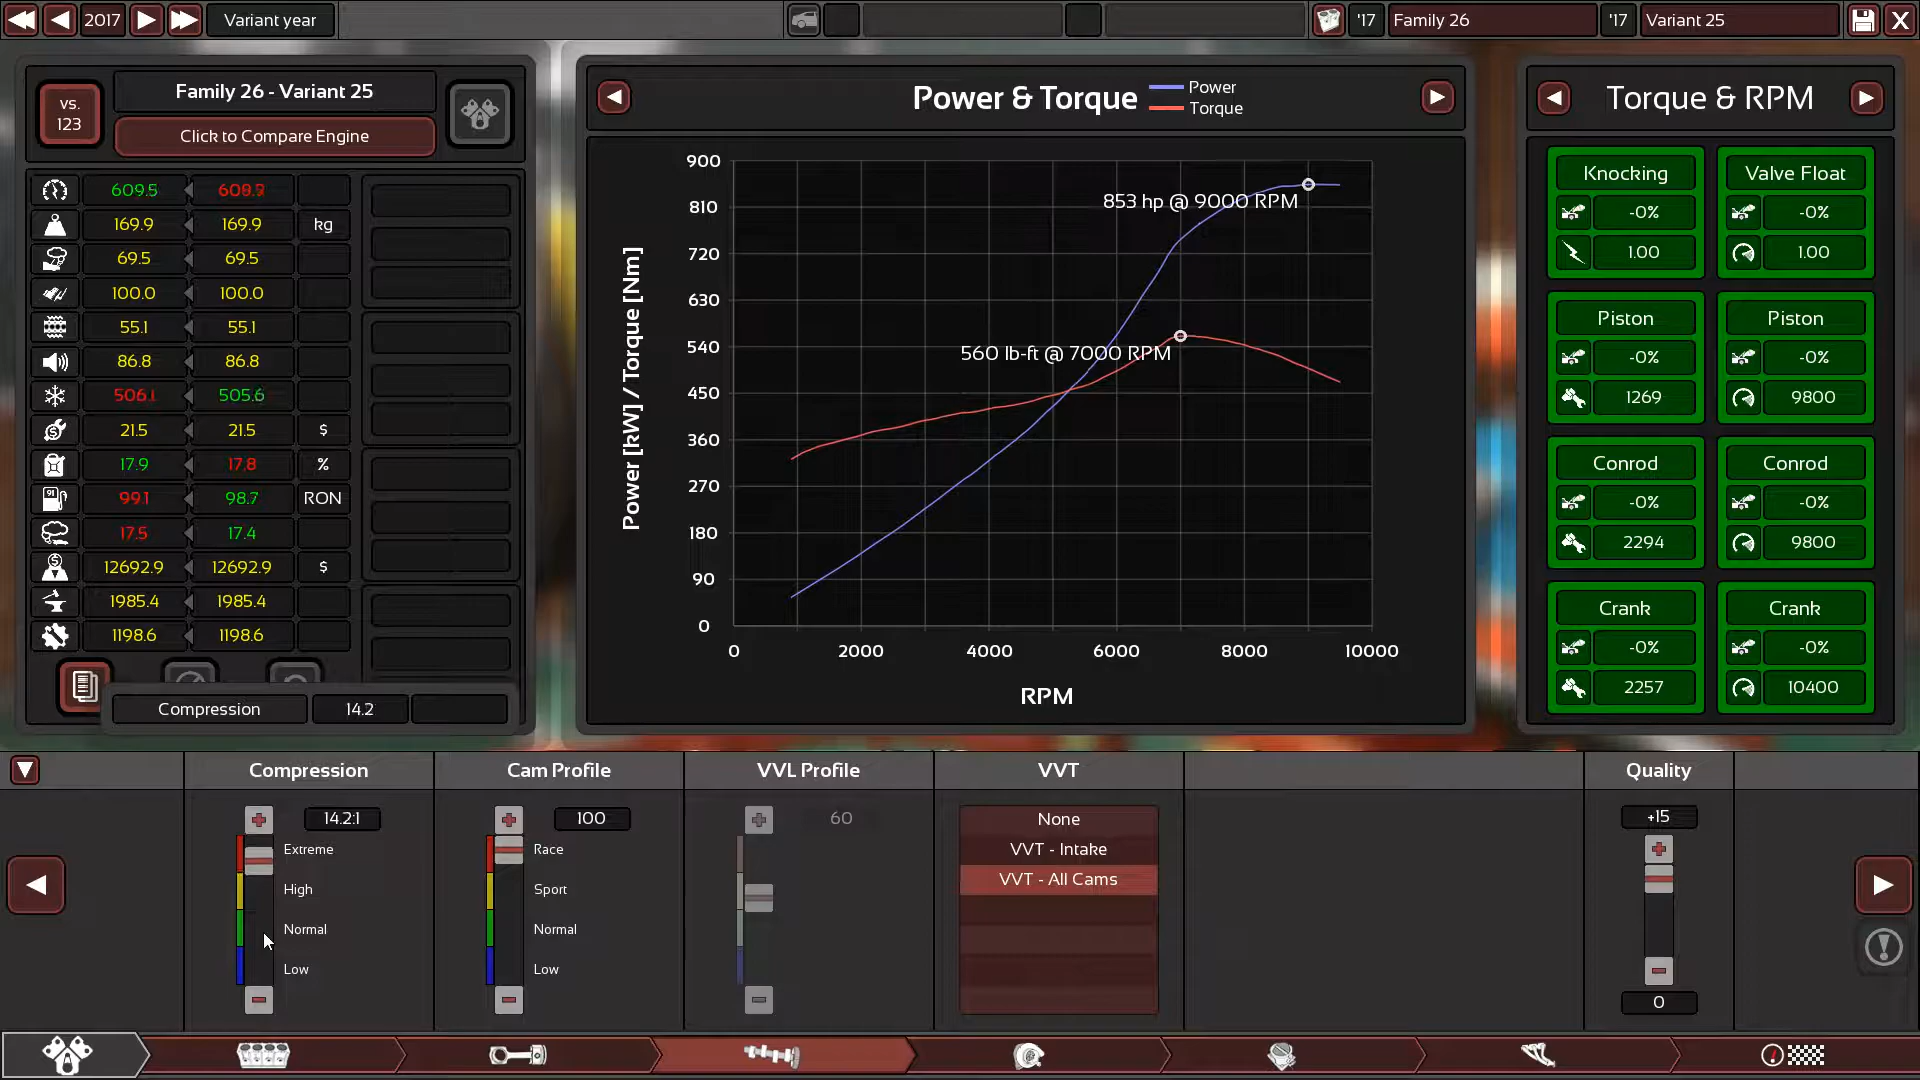 2017
Variant year
'17
Family 26
'17
Variant 25
vs.
123
Family 26 - Variant 25
Click to Compare Engine
609.5
608.9
169.9
169.9
kg
69.5
69.5
100.0
100.0
55.1
55.1
86.8
86.8
506.1
505.6
21.5
21.5
$
17.9
17.8
%
99.1
98.7
RON
17.5
17.4
12692.9
12692.9
$
1985.4
1985.4
1198.6
1198.6
Compression
14.2
Power & Torque
Power
Torque
Power [kW] / Torque [Nm]
900
810
720
630
540
450
360
270
180
90
0
853 hp @ 9000 RPM
560 lb-ft @ 7000 RPM
0
2000
4000
6000
8000
10000
RPM
Torque & RPM
Knocking
-0%
1.00
Valve Float
-0%
1.00
Piston
-0%
1269
Piston
-0%
9800
Conrod
-0%
2294
Conrod
-0%
9800
Crank
-0%
2257
Crank
-0%
10400
Compression
14.2:1
Extreme
High
Normal
Low
Cam Profile
100
Race
Sport
Normal
Low
VVL Profile
60
VVT
None
VVT - Intake
VVT - All Cams
Quality
+15
0